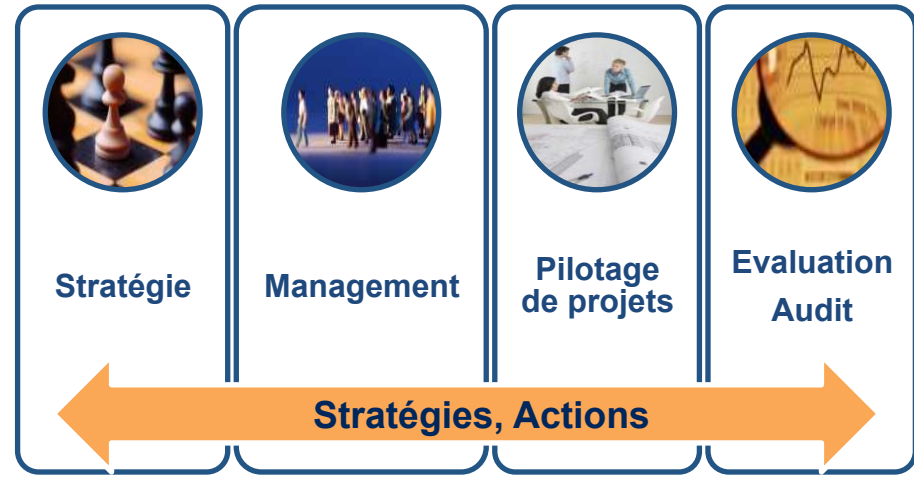 Stratégie
Management
Pilotage
de projets
Evaluation
Audit
Stratégies, Actions